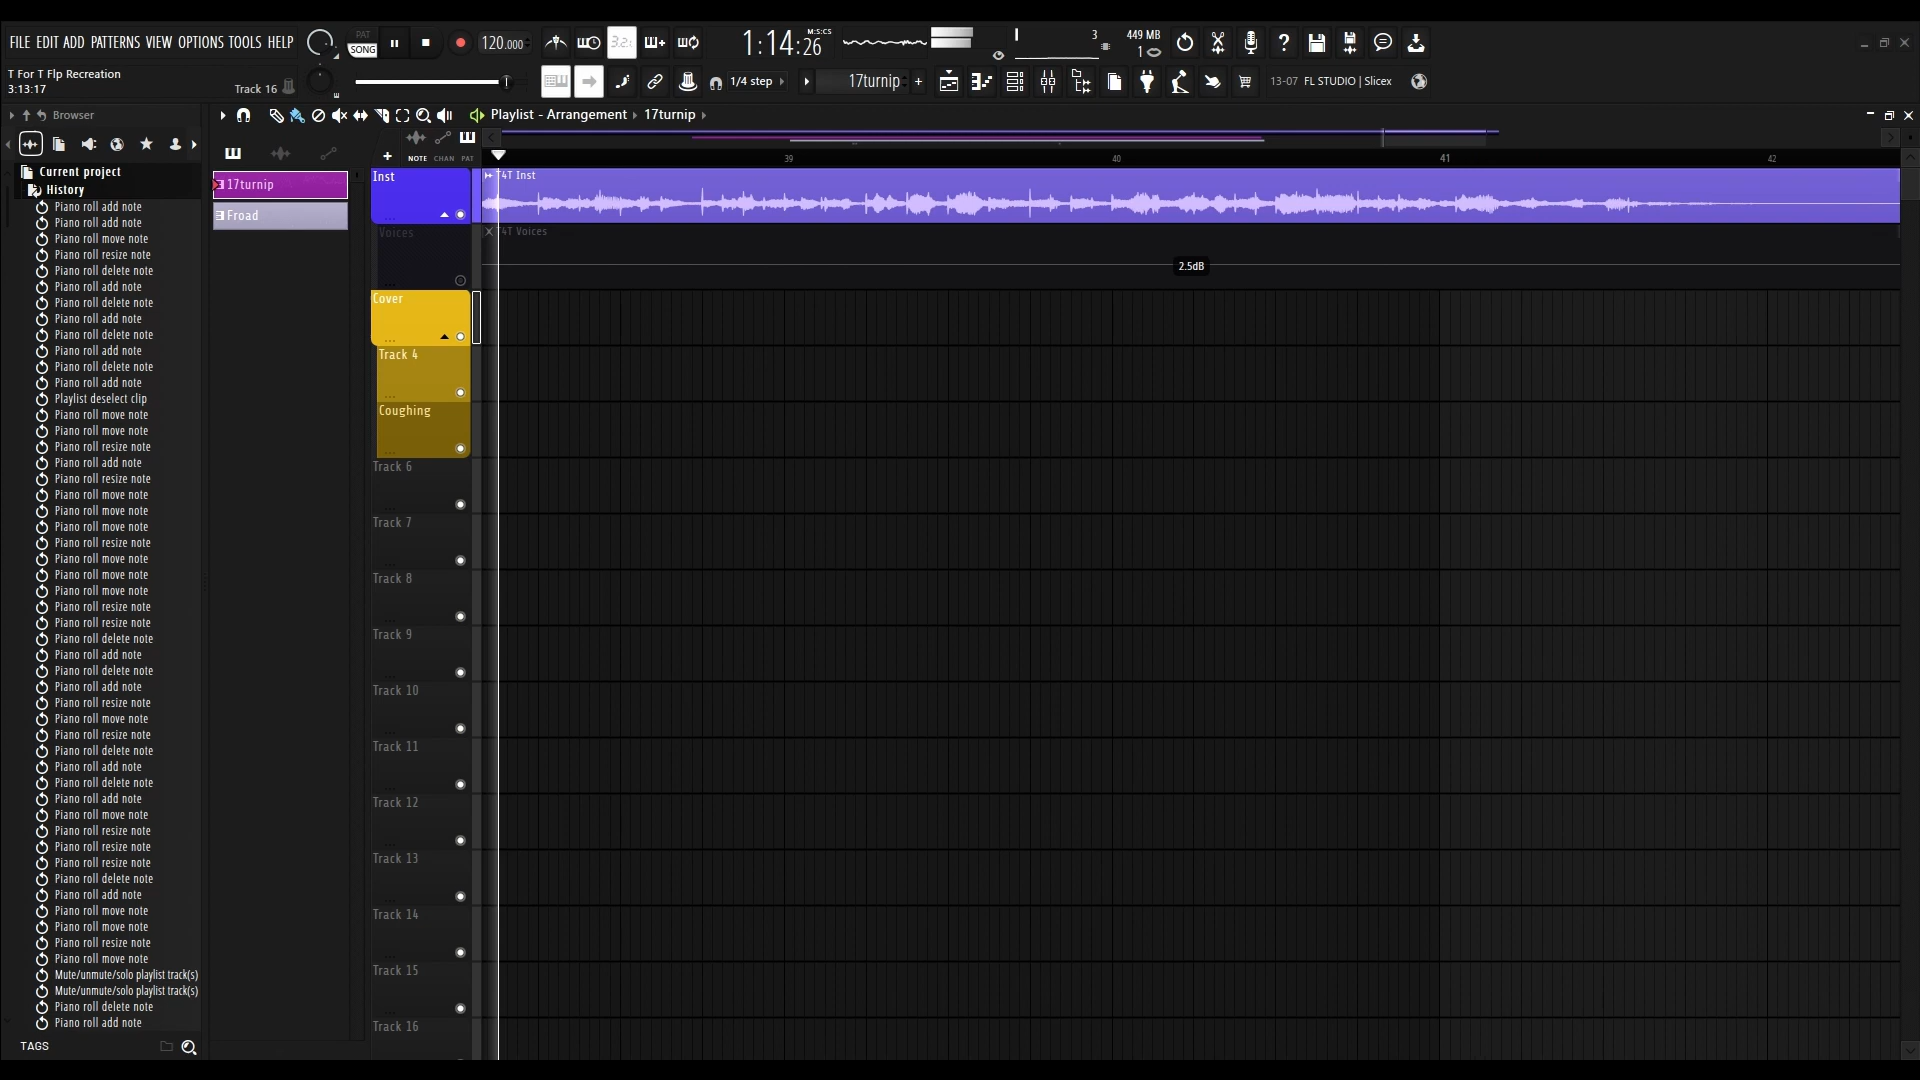 FILE EDIT ADD PATTERNS VIEW OPTIONS TOOLS HELP
PAT
SONG
120.000
3.2.
1:14:26
M:S:CS
3
449 MB
1
T For T Flp Recreation
3:13:17
Track 16
1/4 step
17turnip
13-07 FL STUDIO | Slicex
Browser
Playlist - Arrangement › 17turnip
NOTE CHAN PAT
39
40
41
42
Current project
History
Piano roll add note
Piano roll add note
Piano roll move note
Piano roll resize note
Piano roll delete note
Piano roll add note
Piano roll delete note
Piano roll add note
Piano roll delete note
Piano roll add note
Piano roll delete note
Piano roll add note
Playlist deselect clip
Piano roll move note
Piano roll move note
Piano roll resize note
Piano roll add note
Piano roll resize note
Piano roll move note
Piano roll move note
Piano roll move note
Piano roll resize note
Piano roll move note
Piano roll move note
Piano roll move note
Piano roll resize note
Piano roll resize note
Piano roll delete note
Piano roll add note
Piano roll delete note
Piano roll add note
Piano roll resize note
Piano roll move note
Piano roll resize note
Piano roll delete note
Piano roll add note
Piano roll delete note
Piano roll add note
Piano roll move note
Piano roll resize note
Piano roll resize note
Piano roll resize note
Piano roll delete note
Piano roll add note
Piano roll move note
Piano roll move note
Piano roll resize note
Piano roll move note
Mute/unmute/solo playlist track(s)
Mute/unmute/solo playlist track(s)
Piano roll delete note
Piano roll add note
TAGS
17turnip
Froad
Inst
T4T Inst
Voices
T4T Voices
2.5dB
Cover
Track 4
Coughing
Track 6
Track 7
Track 8
Track 9
Track 10
Track 11
Track 12
Track 13
Track 14
Track 15
Track 16